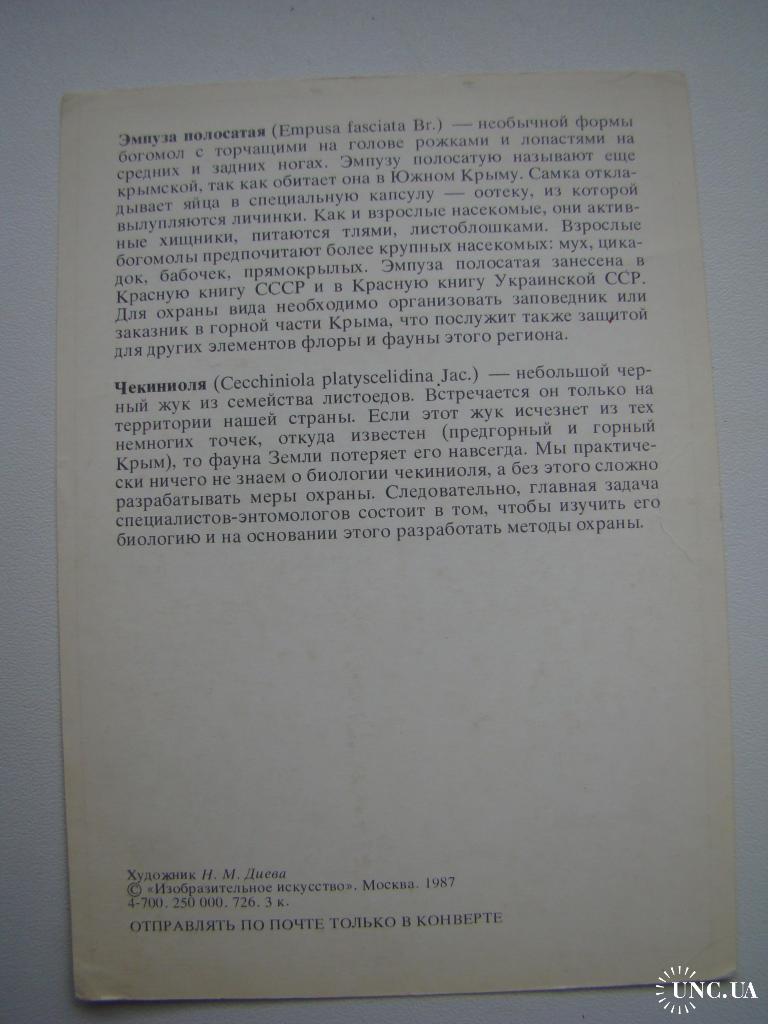 Эмпуза полосатая (Empusa fasciata Br.) — необычной формы
богомол с торчащими на голове рожками и лопастями на
средних и задних ногах. Эмпузу полосатую называют еще
крымской, так как обитает она в Южном Крыму. Самка откла-
дывает яйца в специальную капсулу — оотеку, из которой
вылупляются личинки. Как и взрослые насекомые, они актив-
ные хищники, питаются тлями, листоблошками. Взрослые
богомолы предпочитают более крупных насекомых: мух, цика-
док, бабочек, прямокрылых. Эмпуза полосатая занесена в
Красную книгу СССР и в Красную книгу Украинской ССР.
Для охраны вида необходимо организовать заповедник или
заказник в горной части Крыма, что послужит также защитой
для других элементов флоры и фауны этого региона.
Чекиниоля (Cecchiniola platyscelidina Jac.) — небольшой чер-
ный жук из семейства листоедов. Встречается он только на
территории нашей страны. Если этот жук исчезнет из тех
немногих точек, откуда известен (предгорный и горный
Крым), то фауна Земли потеряет его навсегда. Мы практиче-
ски ничего не знаем о биологии чекиниоля, а без этого сложно
разрабатывать меры охраны. Следовательно, главная задача
специалистов-энтомологов состоит в том, чтобы изучить его
биологию и на основании этого разработать методы охраны.
Художник Н. М. Диева
© «Изобразительное искусство». Москва. 1987
4-700. 250 000. 726. 3 к.
ОТПРАВЛЯТЬ ПО ПОЧТЕ ТОЛЬКО В КОНВЕРТЕ
UNC.UA